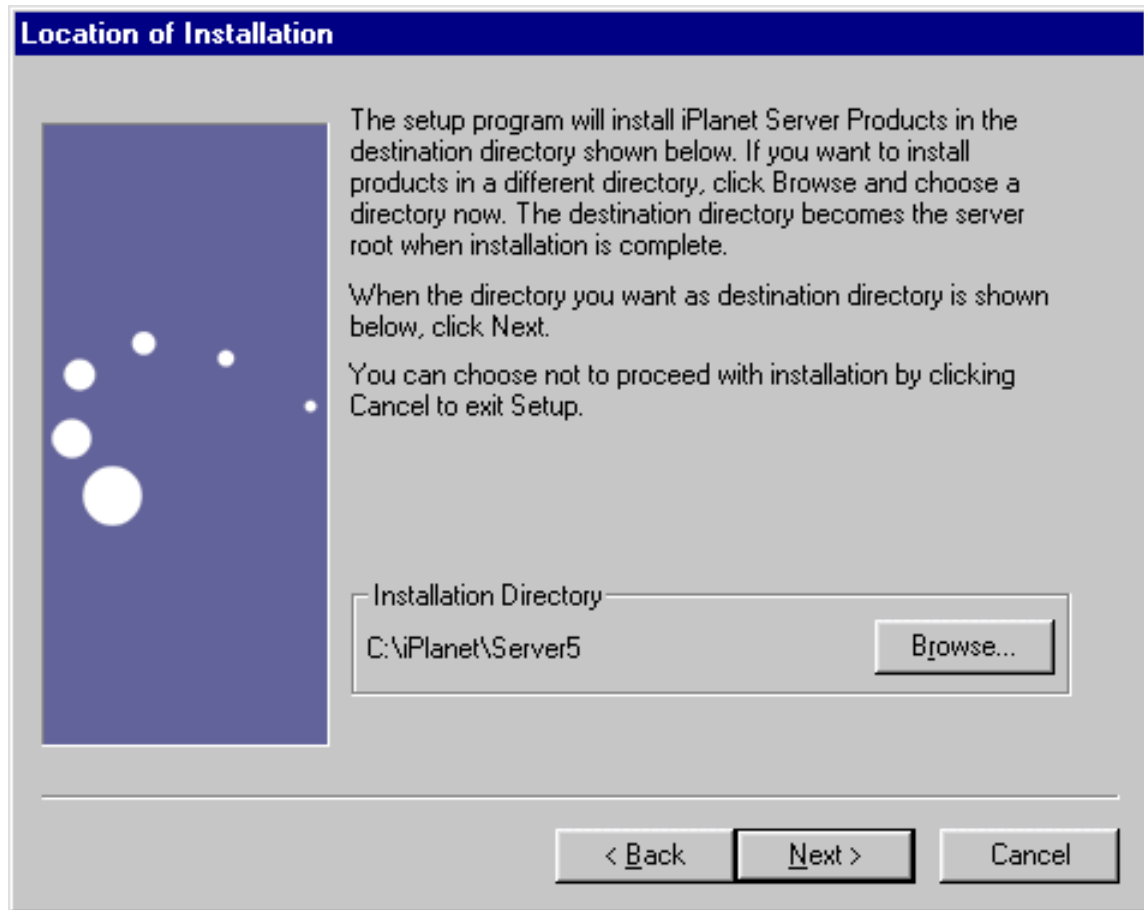 Location of Installation
The setup program will install iPlanet Server Products in the
destination directory shown below. If you want to install
products in a different directory, click Browse and choose a
directory now. The destination directory becomes the server
root when installation is complete.
When the directory you want as destination directory is shown
below, click Next.
You can choose not to proceed with installation by clicking
Cancel to exit Setup.
Installation Directory
C:\iPlanet\Server5
Browse...
< Back
Next >
Cancel